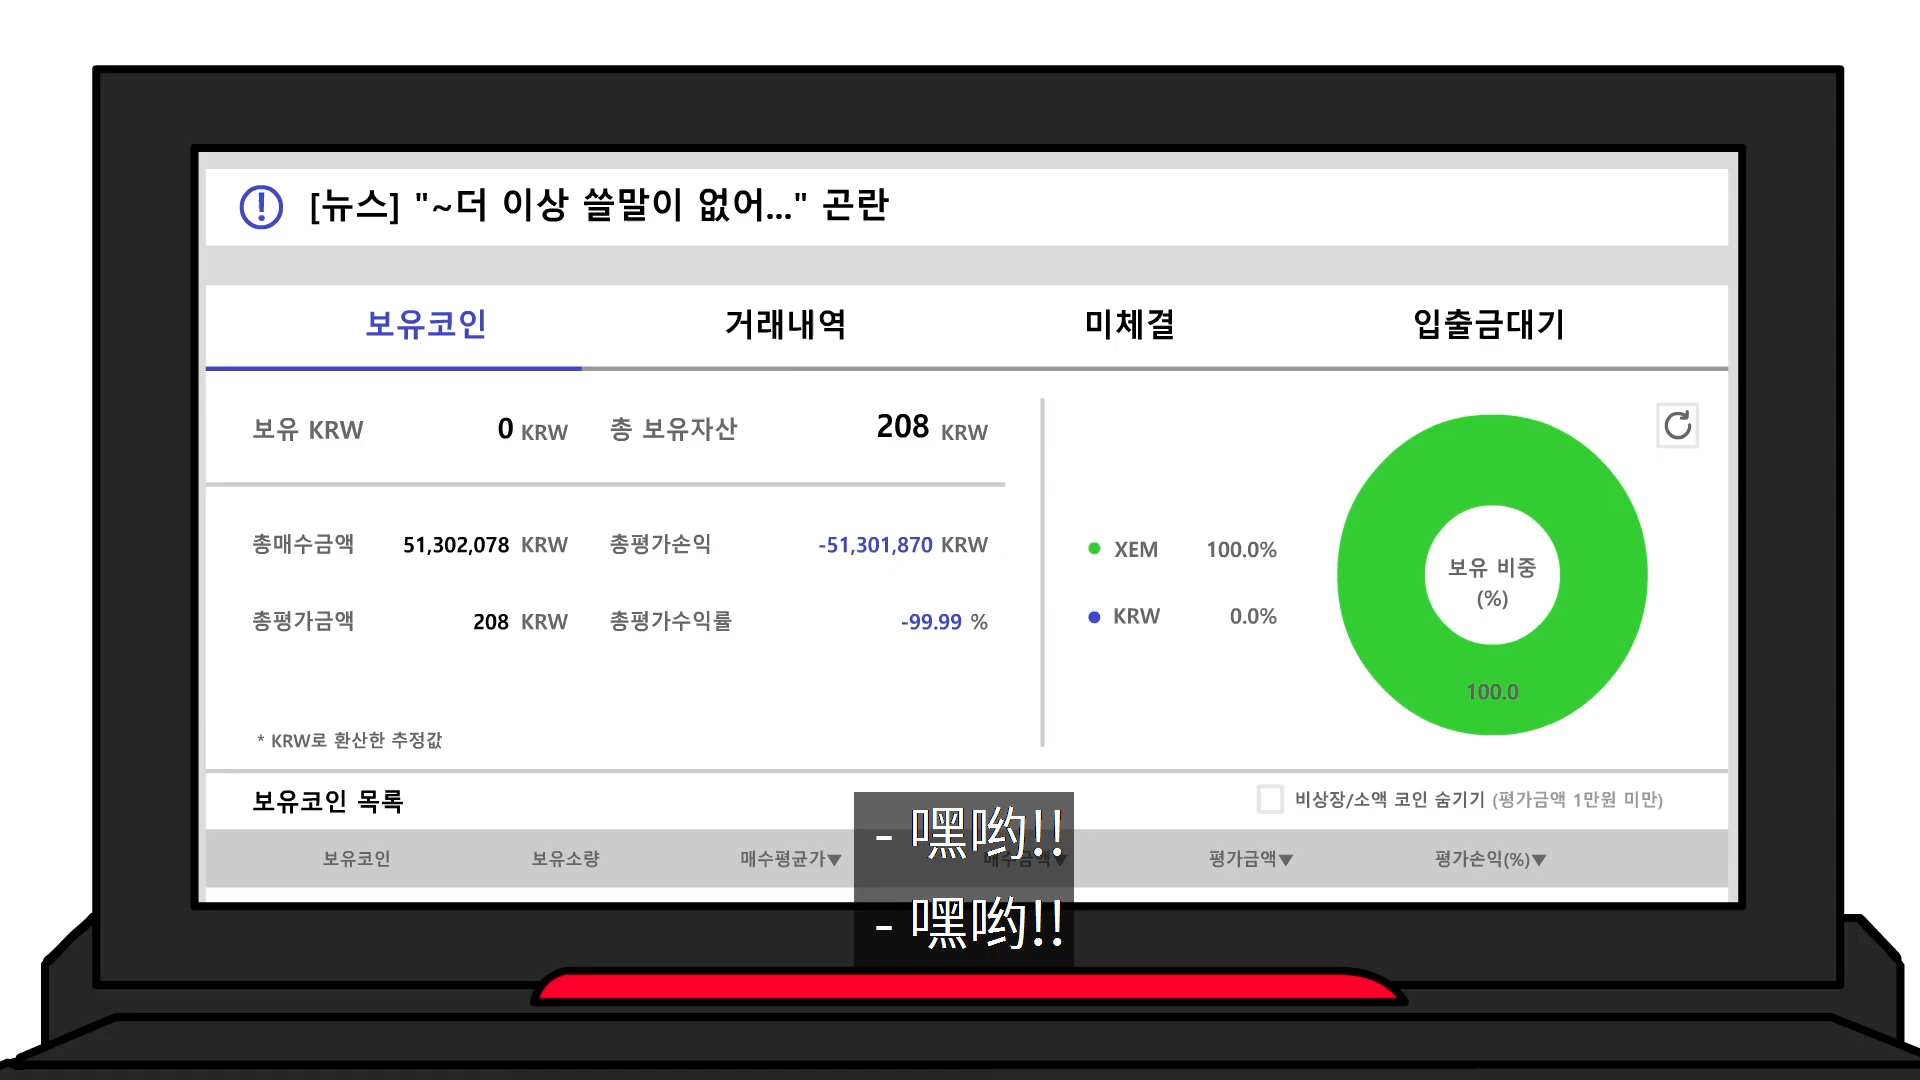 [뉴스] "~더 이상 쓸말이 없어..." 곤란
보유코인 거래내역 미체결 입출금대기
보유 KRW 0 KRW 총 보유자산 208 KRW
총매수금액 51,302,078 KRW 총평가손익 -51,301,870 KRW
총평가금액 208 KRW 총평가수익률 -99.99 %
* KRW로 환산한 추정값
XEM 100.0%
KRW 0.0%
보유 비중
(%)
100.0
보유코인 목록
비상장/소액 코인 숨기기 (평가금액 1만원 미만)
보유코인 보유소량 매수평균가▼ 매수금액▼ 평가금액▼ 평가손익(%)▼
- 嘿哟!!
- 嘿哟!!